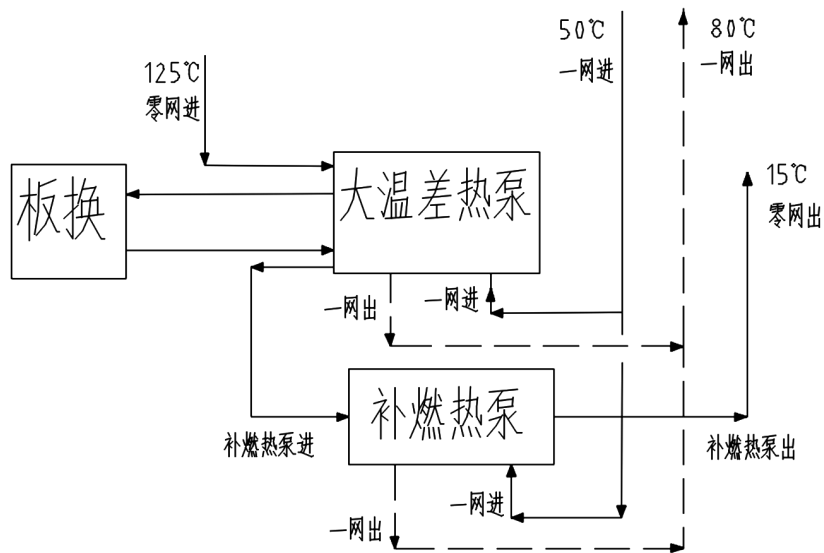 50℃
一网进
80℃
一网出
125℃
零网进
板换
大温差热泵
15℃
零网出
一网出
一网进
补燃热泵
补燃热泵进
补燃热泵出
一网进
一网出